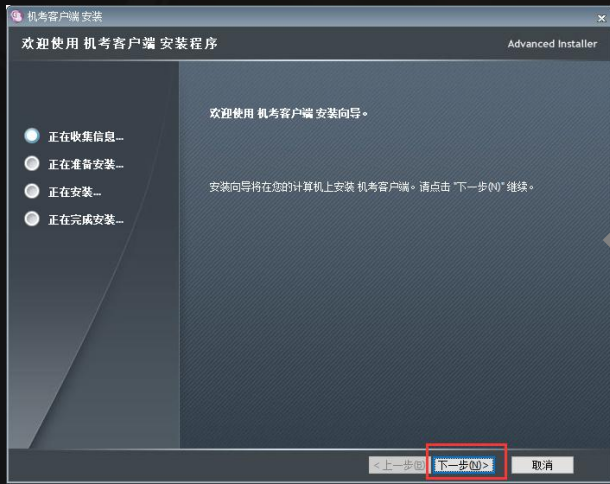 机考客户端 安装
欢迎使用 机考客户端 安装程序
Advanced Installer
欢迎使用 机考客户端 安装向导。
正在收集信息...
正在准备安装...
安装向导将在您的计算机上安装 机考客户端。请点击 "下一步(N)" 继续。
正在安装...
正在完成安装...
<上一步(B)
下一步(N)>
取消